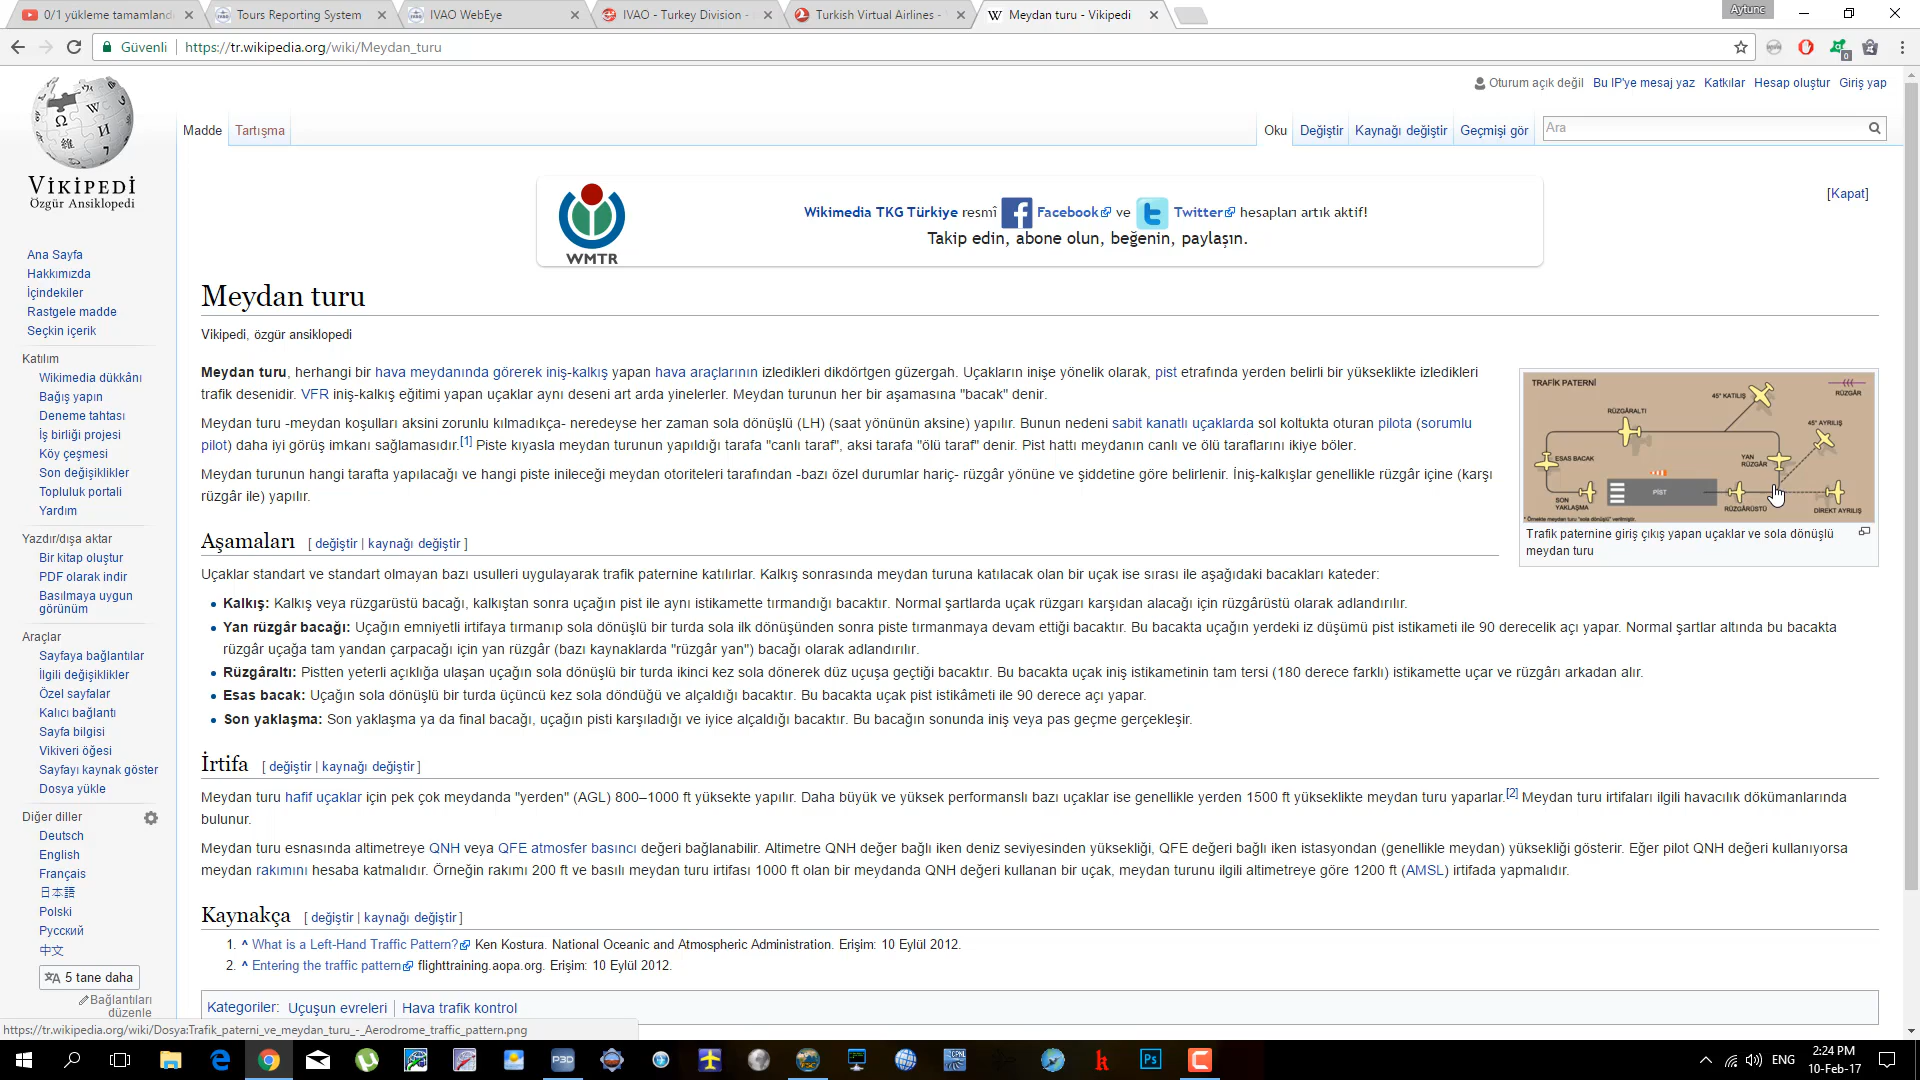 0/1 yükleme tamamlandı
Tours Reporting System
IVAO WebEye
IVAO - Turkey Division -
Turkish Virtual Airlines -
Meydan turu - Vikipedi
Aytunc
Güvenli
https://tr.wikipedia.org/wiki/Meydan_turu
0
VİKİPEDİ
Özgür Ansiklopedi
Oturum açık değil Bu IP'ye mesaj yaz Katkılar Hesap oluştur Giriş yap
Madde Tartışma
Oku Değiştir Kaynağı değiştir Geçmişi gör
Ara
WMTR
Wikimedia TKG Türkiye resmî Facebook ve Twitter hesapları artık aktif!
Takip edin, abone olun, beğenin, paylaşın.
[Kapat]
Ana Sayfa
Hakkımızda
İçindekiler
Rastgele madde
Seçkin içerik
Katılım
Wikimedia dükkânı
Bağış yapın
Deneme tahtası
İş birliği projesi
Köy çeşmesi
Son değişiklikler
Topluluk portali
Yardım
Yazdır/dışa aktar
Bir kitap oluştur
PDF olarak indir
Basılmaya uygun
görünüm
Araçlar
Sayfaya bağlantılar
İlgili değişiklikler
Özel sayfalar
Kalıcı bağlantı
Sayfa bilgisi
Vikiveri öğesi
Sayfayı kaynak göster
Dosya yükle
Diğer diller
Deutsch
English
Français
日本語
Polski
Русский
中文
5 tane daha
Bağlantıları
düzenle
Meydan turu
Vikipedi, özgür ansiklopedi
Meydan turu, herhangi bir hava meydanında görerek iniş-kalkış yapan hava araçlarının izledikleri dikdörtgen güzergah. Uçakların inişe yönelik olarak, pist etrafında yerden belirli bir yükseklikte izledikleri
trafik desenidir. VFR iniş-kalkış eğitimi yapan uçaklar aynı deseni art arda yinelerler. Meydan turunun her bir aşamasına "bacak" denir.
Meydan turu -meydan koşulları aksini zorunlu kılmadıkça- neredeyse her zaman sola dönüşlü (LH) (saat yönünün aksine) yapılır. Bunun nedeni sabit kanatlı uçaklarda sol koltukta oturan pilota (sorumlu
pilot) daha iyi görüş imkanı sağlamasıdır.[1] Piste kıyasla meydan turunun yapıldığı tarafa "canlı taraf", aksi tarafa "ölü taraf" denir. Pist hattı meydanın canlı ve ölü taraflarını ikiye böler.
Meydan turunun hangi tarafta yapılacağı ve hangi piste inileceği meydan otoriteleri tarafından -bazı özel durumlar hariç- rüzgâr yönüne ve şiddetine göre belirlenir. İniş-kalkışlar genellikle rüzgâr içine (karşı
rüzgâr ile) yapılır.
TRAFİK PATERNİ
RÜZGÂR
45° KATILIŞ
RÜZGÂRALTI
45° AYRILIŞ
ESAS BACAK
YAN
RÜZGÂR
PİST
SON
YAKLAŞMA
RÜZGÂRÜSTÜ
DİREKT AYRILIŞ
* Örnekte meydan turu "sola dönüşlü" verilmiştir.
Trafik paternine giriş çıkış yapan uçaklar ve sola dönüşlü
meydan turu
Aşamaları [ değiştir | kaynağı değiştir ]
Uçaklar standart ve standart olmayan bazı usulleri uygulayarak trafik paternine katılırlar. Kalkış sonrasında meydan turuna katılacak olan bir uçak ise sırası ile aşağıdaki bacakları kateder:
• Kalkış: Kalkış veya rüzgarüstü bacağı, kalkıştan sonra uçağın pist ile aynı istikamette tırmandığı bacaktır. Normal şartlarda uçak rüzgarı karşıdan alacağı için rüzgârüstü olarak adlandırılır.
• Yan rüzgâr bacağı: Uçağın emniyetli irtifaya tırmanıp sola dönüşlü bir turda sola ilk dönüşünden sonra piste tırmanmaya devam ettiği bacaktır. Bu bacakta uçağın yerdeki iz düşümü pist istikameti ile 90 derecelik açı yapar. Normal şartlar altında bu bacakta
rüzgâr uçağa tam yandan çarpacağı için yan rüzgâr (bazı kaynaklarda "rüzgâr yan") bacağı olarak adlandırılır.
• Rüzgâraltı: Pistten yeterli açıklığa ulaşan uçağın sola dönüşlü bir turda ikinci kez sola dönerek düz uçuşa geçtiği bacaktır. Bu bacakta uçak iniş istikametinin tam tersi (180 derece farklı) istikamette uçar ve rüzgârı arkadan alır.
• Esas bacak: Uçağın sola dönüşlü bir turda üçüncü kez sola döndüğü ve alçaldığı bacaktır. Bu bacakta uçak pist istikâmeti ile 90 derece açı yapar.
• Son yaklaşma: Son yaklaşma ya da final bacağı, uçağın pisti karşıladığı ve iyice alçaldığı bacaktır. Bu bacağın sonunda iniş veya pas geçme gerçekleşir.
İrtifa [ değiştir | kaynağı değiştir ]
Meydan turu hafif uçaklar için pek çok meydanda "yerden" (AGL) 800–1000 ft yüksekte yapılır. Daha büyük ve yüksek performanslı bazı uçaklar ise genellikle yerden 1500 ft yükseklikte meydan turu yaparlar.[2] Meydan turu irtifaları ilgili havacılık dökümanlarında
bulunur.
Meydan turu esnasında altimetreye QNH veya QFE atmosfer basıncı değeri bağlanabilir. Altimetre QNH değer bağlı iken deniz seviyesinden yüksekliği, QFE değeri bağlı iken istasyondan (genellikle meydan) yüksekliği gösterir. Eğer pilot QNH değeri kullanıyorsa
meydan rakımını hesaba katmalıdır. Örneğin rakımı 200 ft ve basılı meydan turu irtifası 1000 ft olan bir meydanda QNH değeri kullanan bir uçak, meydan turunu ilgili altimetreye göre 1200 ft (AMSL) irtifada yapmalıdır.
Kaynakça [ değiştir | kaynağı değiştir ]
1. ^ What is a Left-Hand Traffic Pattern? Ken Kostura. National Oceanic and Atmospheric Administration. Erişim: 10 Eylül 2012.
2. ^ Entering the traffic pattern flighttraining.aopa.org. Erişim: 10 Eylül 2012.
Kategoriler: Uçuşun evreleri | Hava trafik kontrol
https://tr.wikipedia.org/wiki/Dosya:Trafik_paterni_ve_meydan_turu_-_Aerodrome_traffic_pattern.png
P3D
Ps
ENG
2:24 PM
10-Feb-17